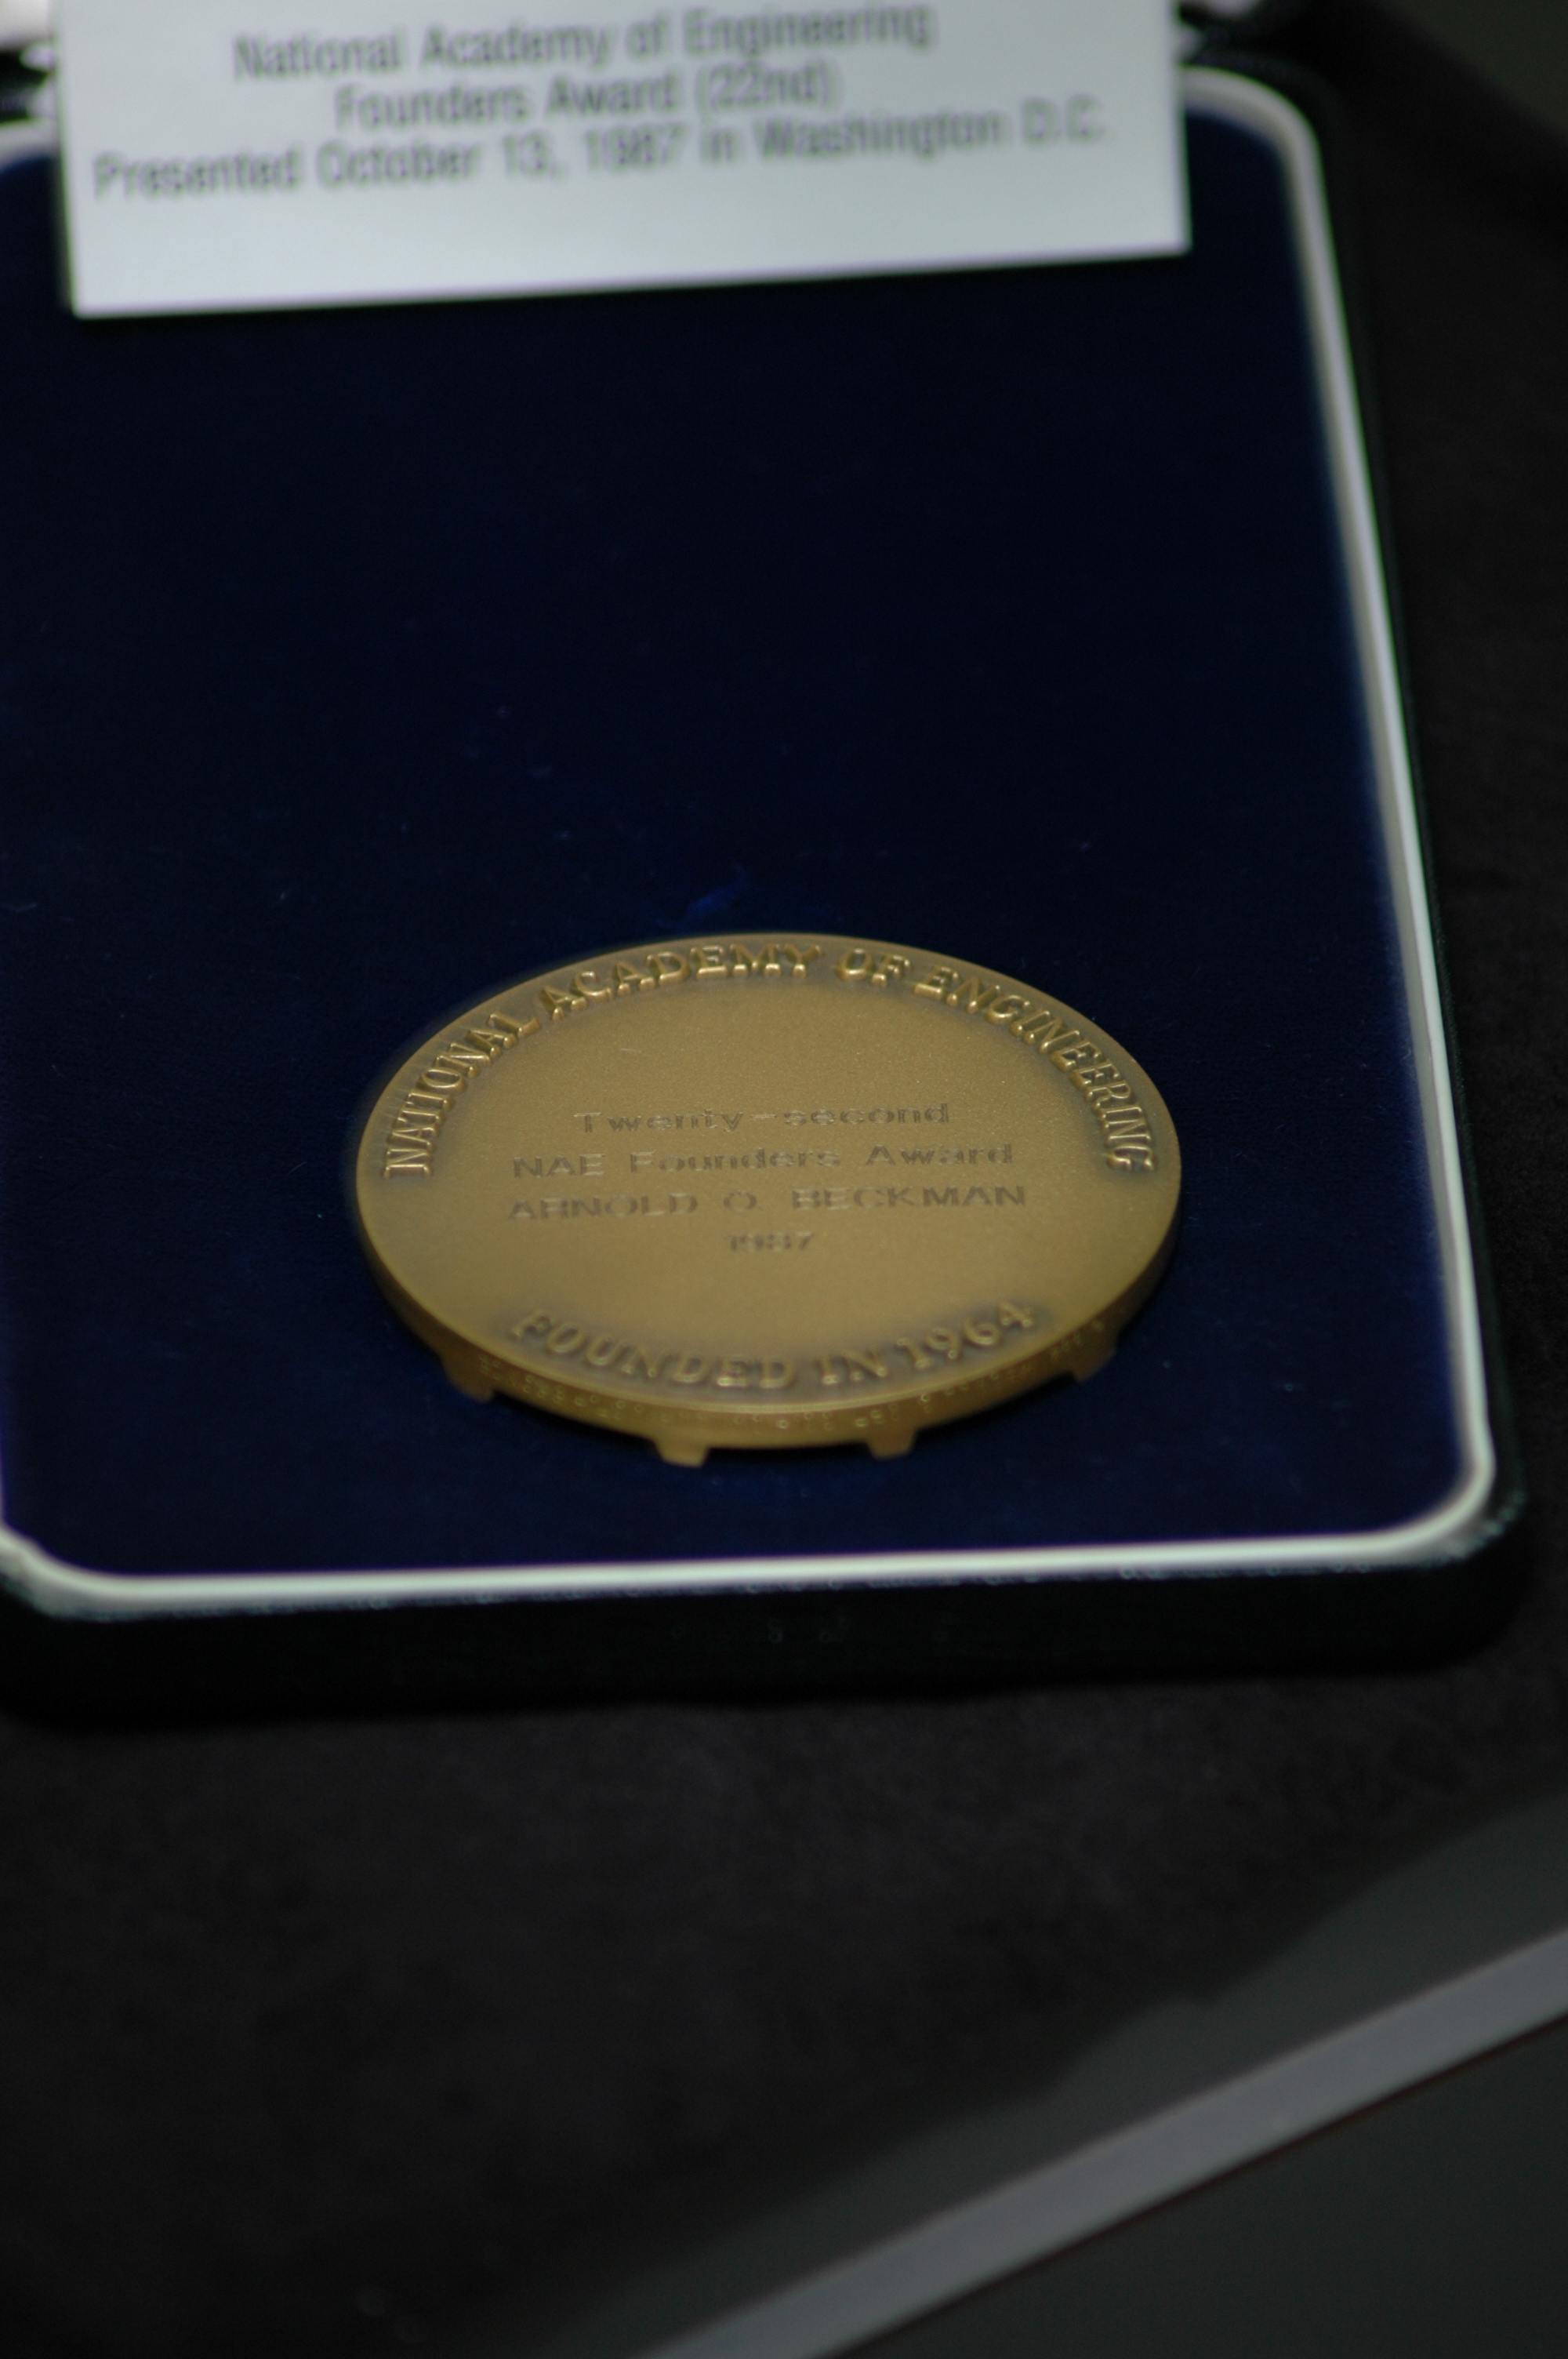 National Academy of Engineering
Founders Award (22nd)
Presented October 13, 1987 in Washington D.C.
NATIONAL ACADEMY OF ENGINEERING
Twenty-second
NAE Founders Award
ARNOLD O. BECKMAN
1987
FOUNDED IN 1964